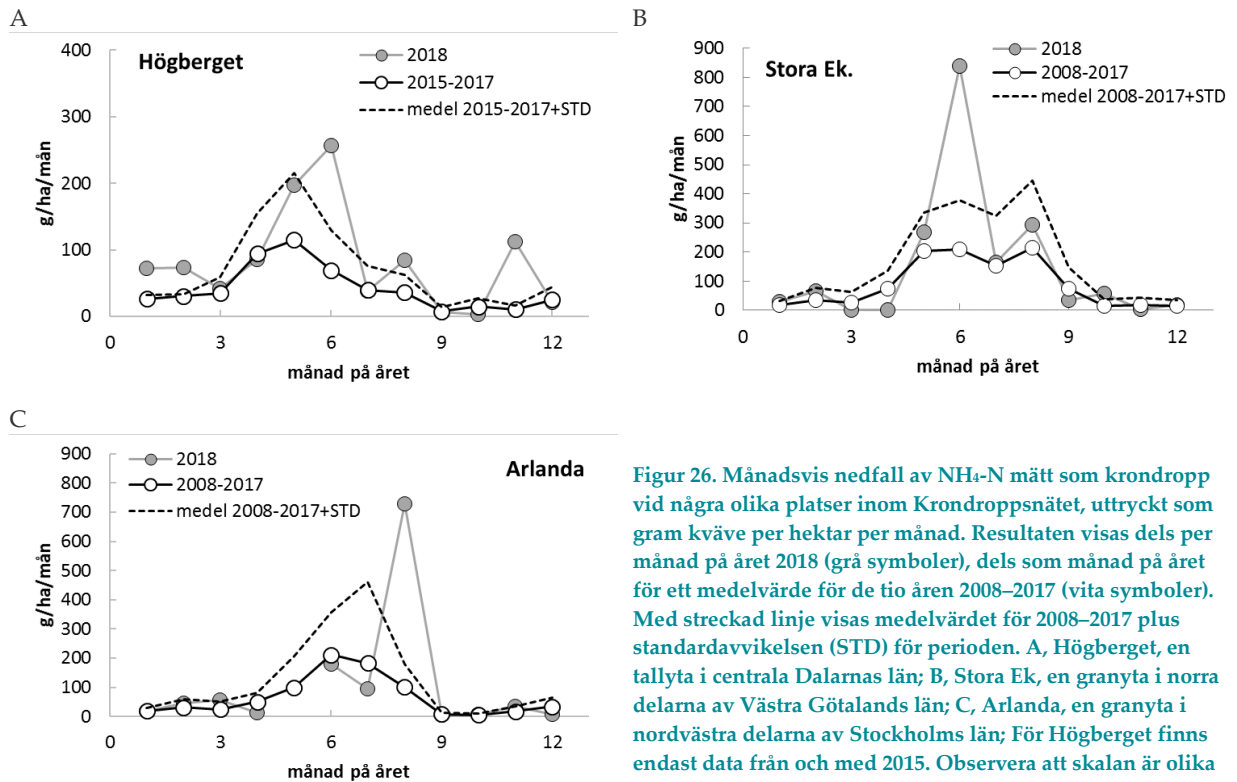 A
Högberget
2018
2015-2017
medel 2015-2017+STD
400
300
200
100
0
g/ha/mån
0 3 6 9 12
månad på året
B
Stora Ek.
2018
2008-2017
medel 2008-2017+STD
900
800
700
600
500
400
300
200
100
0
g/ha/mån
0 3 6 9 12
månad på året
C
Arlanda
2018
2008-2017
medel 2008-2017+STD
900
800
700
600
500
400
300
200
100
0
g/ha/mån
0 3 6 9 12
månad på året
Figur 26. Månadsvis nedfall av NH₄-N mätt som krondropp
vid några olika platser inom Krondroppsnätet, uttryckt som
gram kväve per hektar per månad. Resultaten visas dels per
månad på året 2018 (grå symboler), dels som månad på året
för ett medelvärde för de tio åren 2008–2017 (vita symboler).
Med streckad linje visas medelvärdet för 2008–2017 plus
standardavvikelsen (STD) för perioden. A, Högberget, en
tallyta i centrala Dalarnas län; B, Stora Ek, en granyta i norra
delarna av Västra Götalands län; C, Arlanda, en granyta i
nordvästra delarna av Stockholms län; För Högberget finns
endast data från och med 2015. Observera att skalan är olika